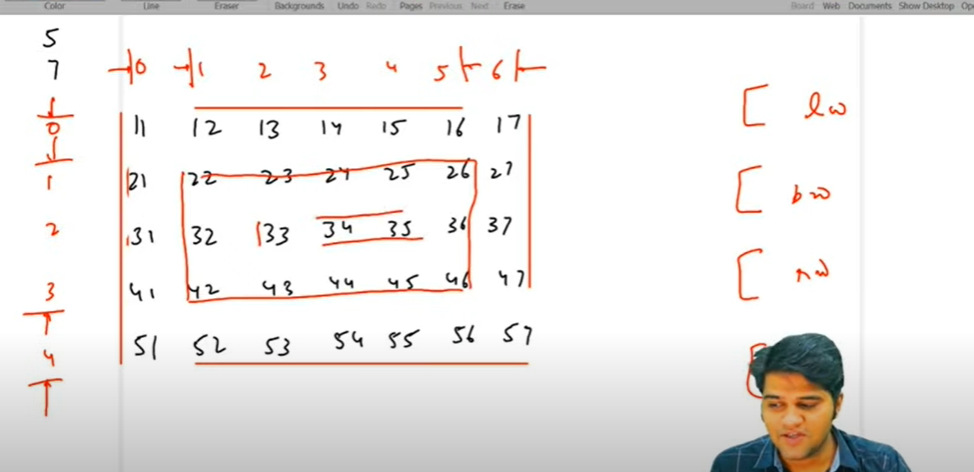 Color Line Eraser Backgrounds Undo Redo Pages Previous Next Erase Board Web Documents Show Desktop
5
7
0 1 2 3 4 5 6
0 11 12 13 14 15 16 17 lw
1 21 22 23 24 25 26 27 bw
2 31 32 33 34 35 36 37
3 41 42 43 44 45 46 47 rw
4 51 52 53 54 55 56 57